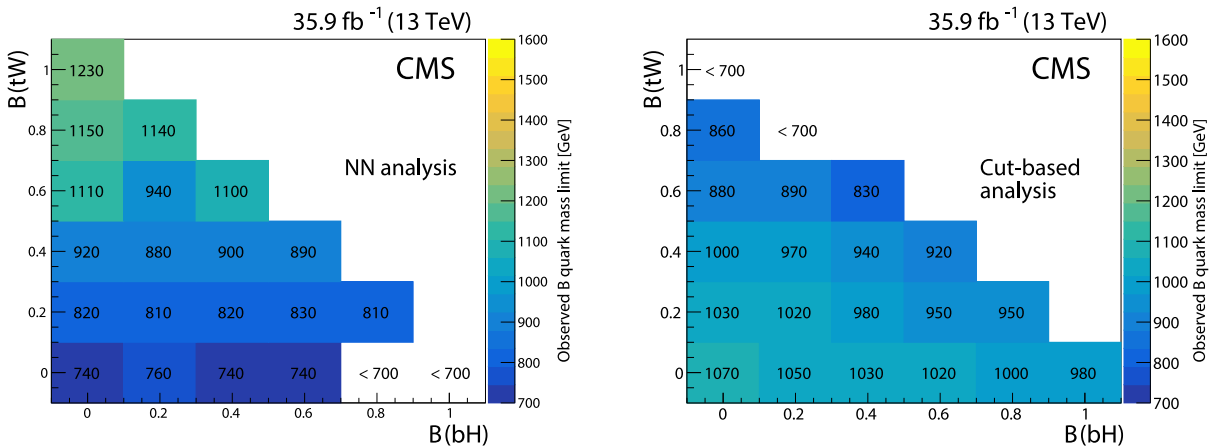 35.9 fb⁻¹ (13 TeV)
CMS
NN analysis
B(tW)
1
0.8
0.6
0.4
0.2
0
1230
1150 1140
1110 940 1100
920 880 900 890
820 810 820 830 810
740 760 740 740 < 700 < 700
0 0.2 0.4 0.6 0.8 1
B(bH)
1600
1500
1400
1300
1200
1100
1000
900
800
700
Observed B quark mass limit [GeV]
35.9 fb⁻¹ (13 TeV)
CMS
Cut-based
analysis
B(tW)
1
0.8
0.6
0.4
0.2
0
< 700
860 < 700
880 890 830
1000 970 940 920
1030 1020 980 950 950
1070 1050 1030 1020 1000 980
0 0.2 0.4 0.6 0.8 1
B(bH)
1600
1500
1400
1300
1200
1100
1000
900
800
700
Observed B quark mass limit [GeV]